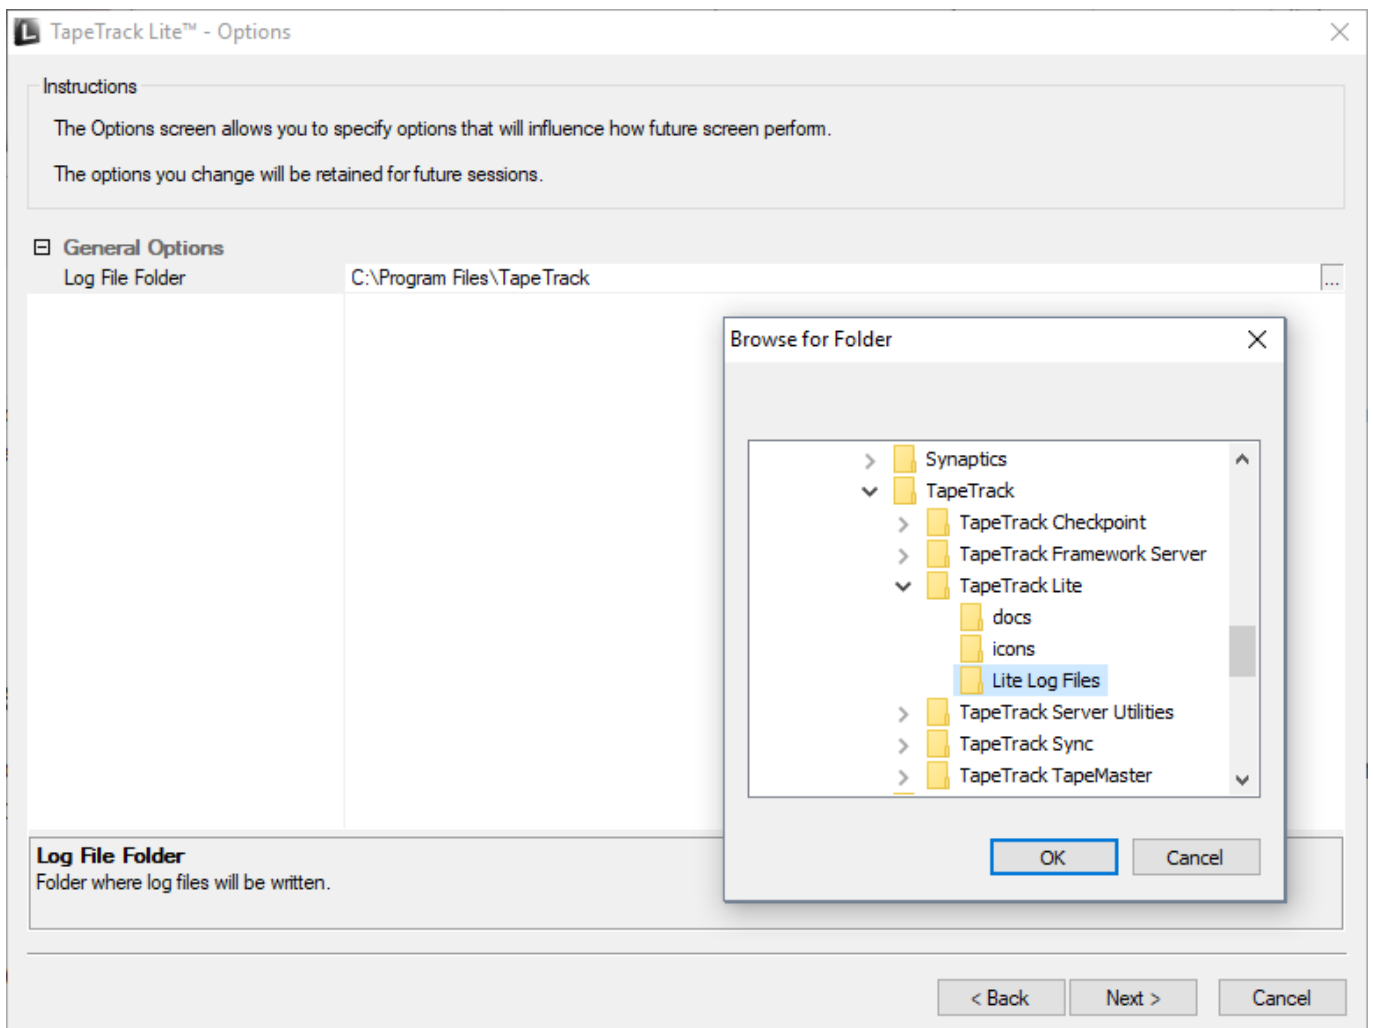 TapeTrack Lite™ - Options
Instructions
The Options screen allows you to specify options that will influence how future screen perform.
The options you change will be retained for future sessions.
General Options
Log File Folder C:\Program Files\TapeTrack ...
Browse for Folder
Synaptics
TapeTrack
TapeTrack Checkpoint
TapeTrack Framework Server
TapeTrack Lite
docs
icons
Lite Log Files
TapeTrack Server Utilities
TapeTrack Sync
TapeTrack TapeMaster
OK Cancel
Log File Folder
Folder where log files will be written.
< Back Next > Cancel